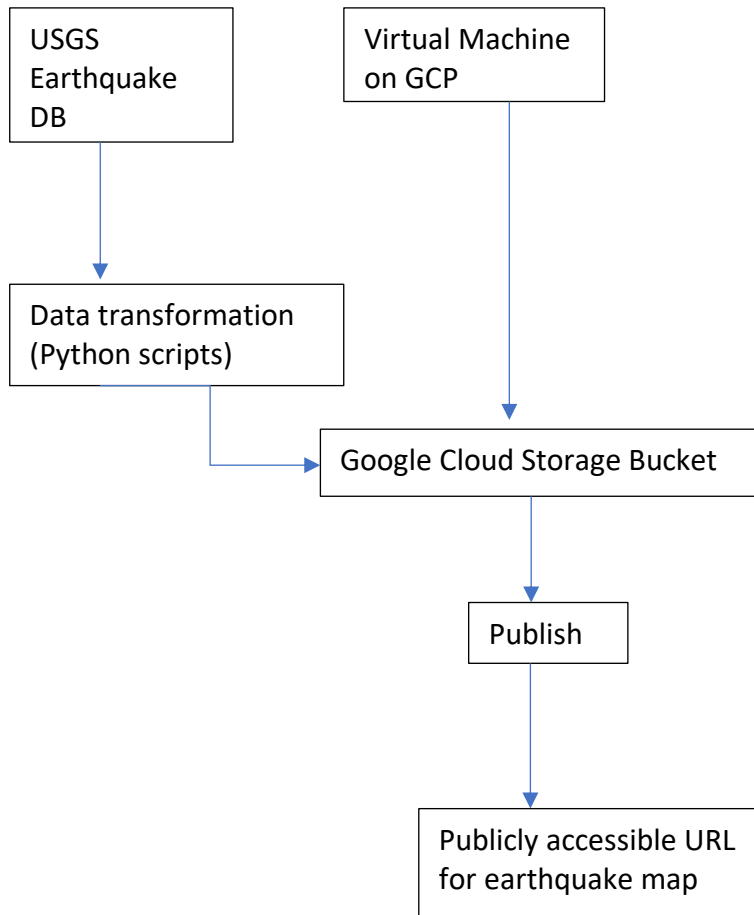 USGS
Earthquake
DB
Virtual Machine
on GCP
Data transformation
(Python scripts)
Google Cloud Storage Bucket
Publish
Publicly accessible URL
for earthquake map